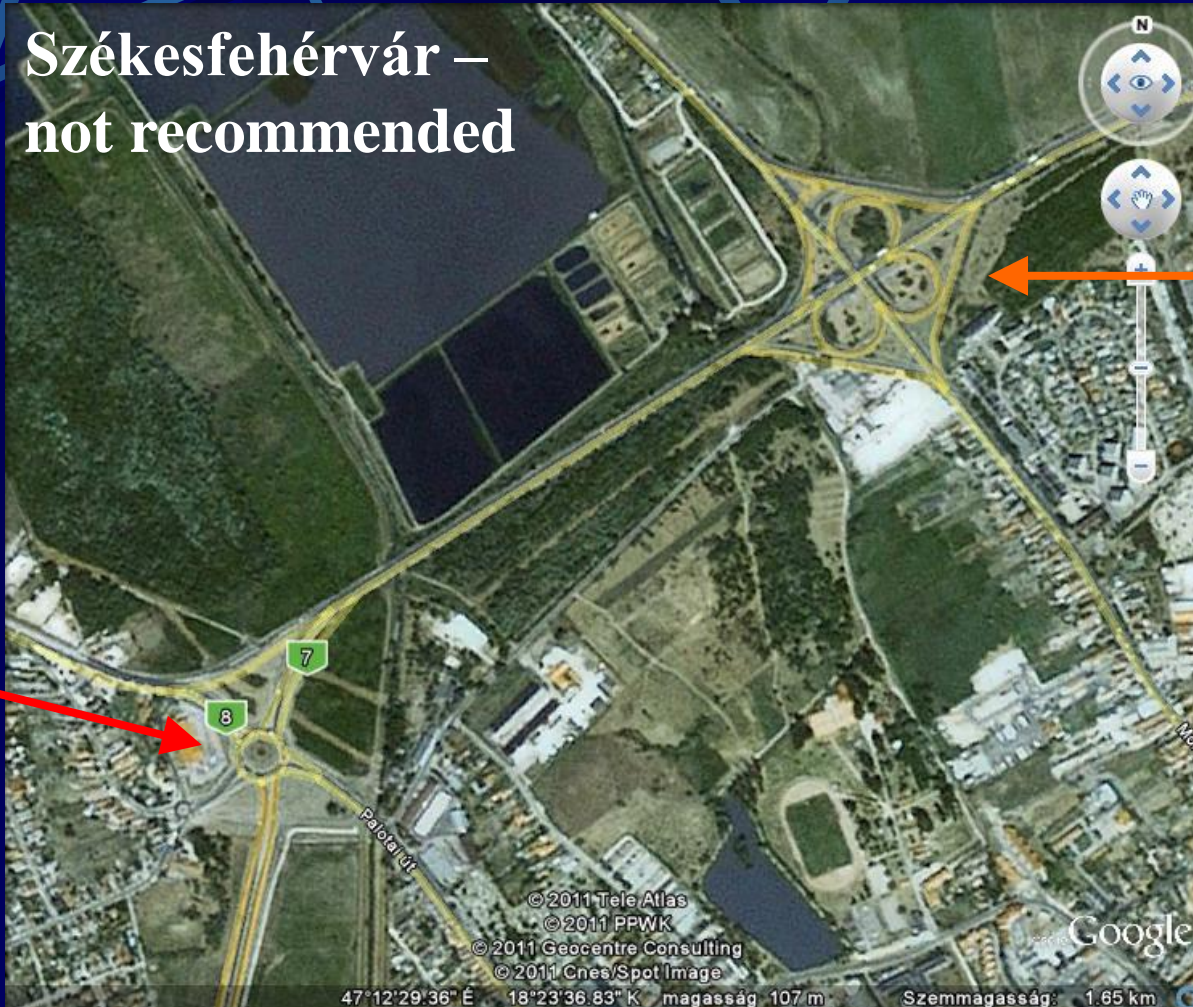 Székesfehérvár –
not recommended
N
7
8
Palotai út
© 2011 Tele Atlas
© 2011 PPWK
© 2011 Geocentre Consulting
© 2011 Cnes/Spot Image
Google
47°12'29.36" É 18°23'36.83" K magasság 107 m Szemmagasság: 1.65 km